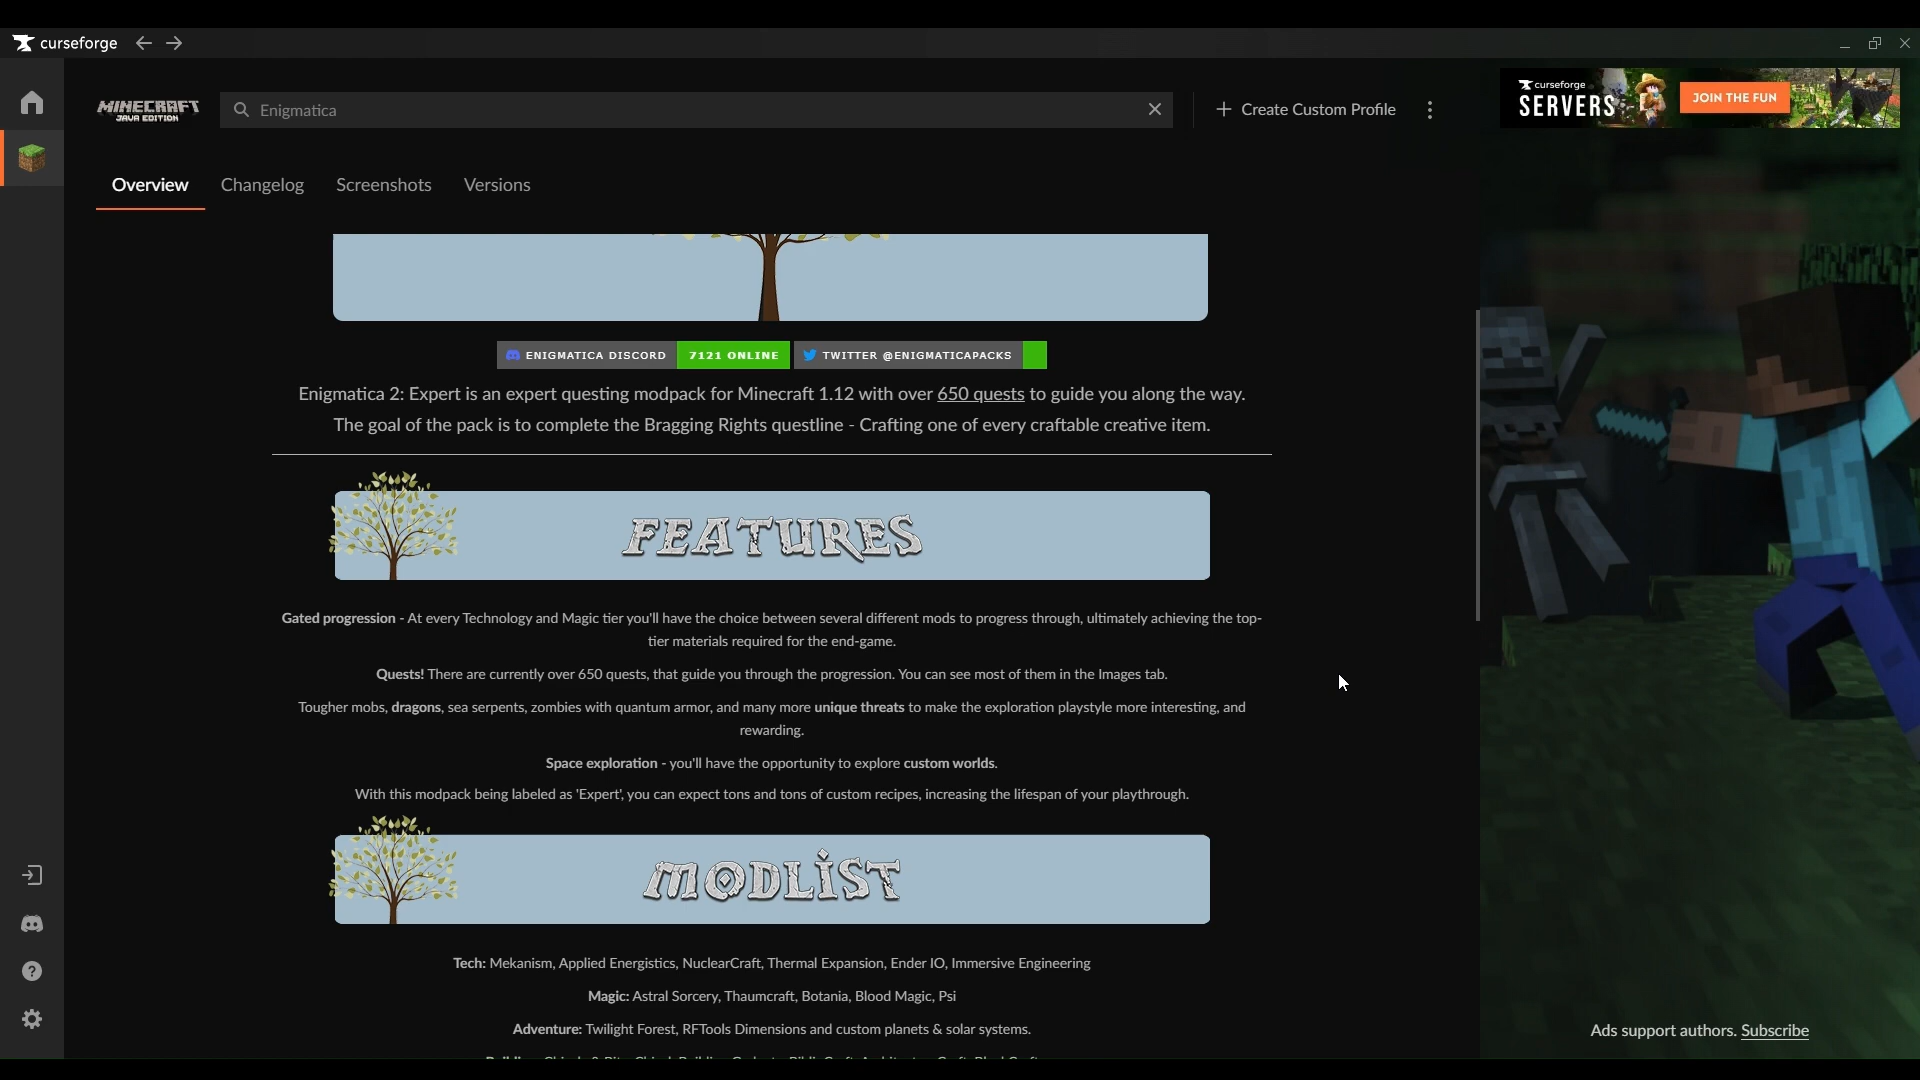 curseforge
MINECRAFT
JAVA EDITION
Enigmatica
Create Custom Profile
curseforge
SERVERS
JOIN THE FUN
Overview
Changelog
Screenshots
Versions
ENIGMATICA DISCORD
7121 ONLINE
TWITTER @ENIGMATICAPACKS
Enigmatica 2: Expert is an expert questing modpack for Minecraft 1.12 with over 650 quests to guide you along the way.
The goal of the pack is to complete the Bragging Rights questline - Crafting one of every craftable creative item.
FEATURES
Gated progression - At every Technology and Magic tier you'll have the choice between several different mods to progress through, ultimately achieving the top-
tier materials required for the end-game.
Quests! There are currently over 650 quests, that guide you through the progression. You can see most of them in the Images tab.
Tougher mobs, dragons, sea serpents, zombies with quantum armor, and many more unique threats to make the exploration playstyle more interesting, and
rewarding.
Space exploration - you'll have the opportunity to explore custom worlds.
With this modpack being labeled as 'Expert', you can expect tons and tons of custom recipes, increasing the lifespan of your playthrough.
MODLIST
Tech: Mekanism, Applied Energistics, NuclearCraft, Thermal Expansion, Ender IO, Immersive Engineering
Magic: Astral Sorcery, Thaumcraft, Botania, Blood Magic, Psi
Adventure: Twilight Forest, RFTools Dimensions and custom planets & solar systems.
Ads support authors. Subscribe